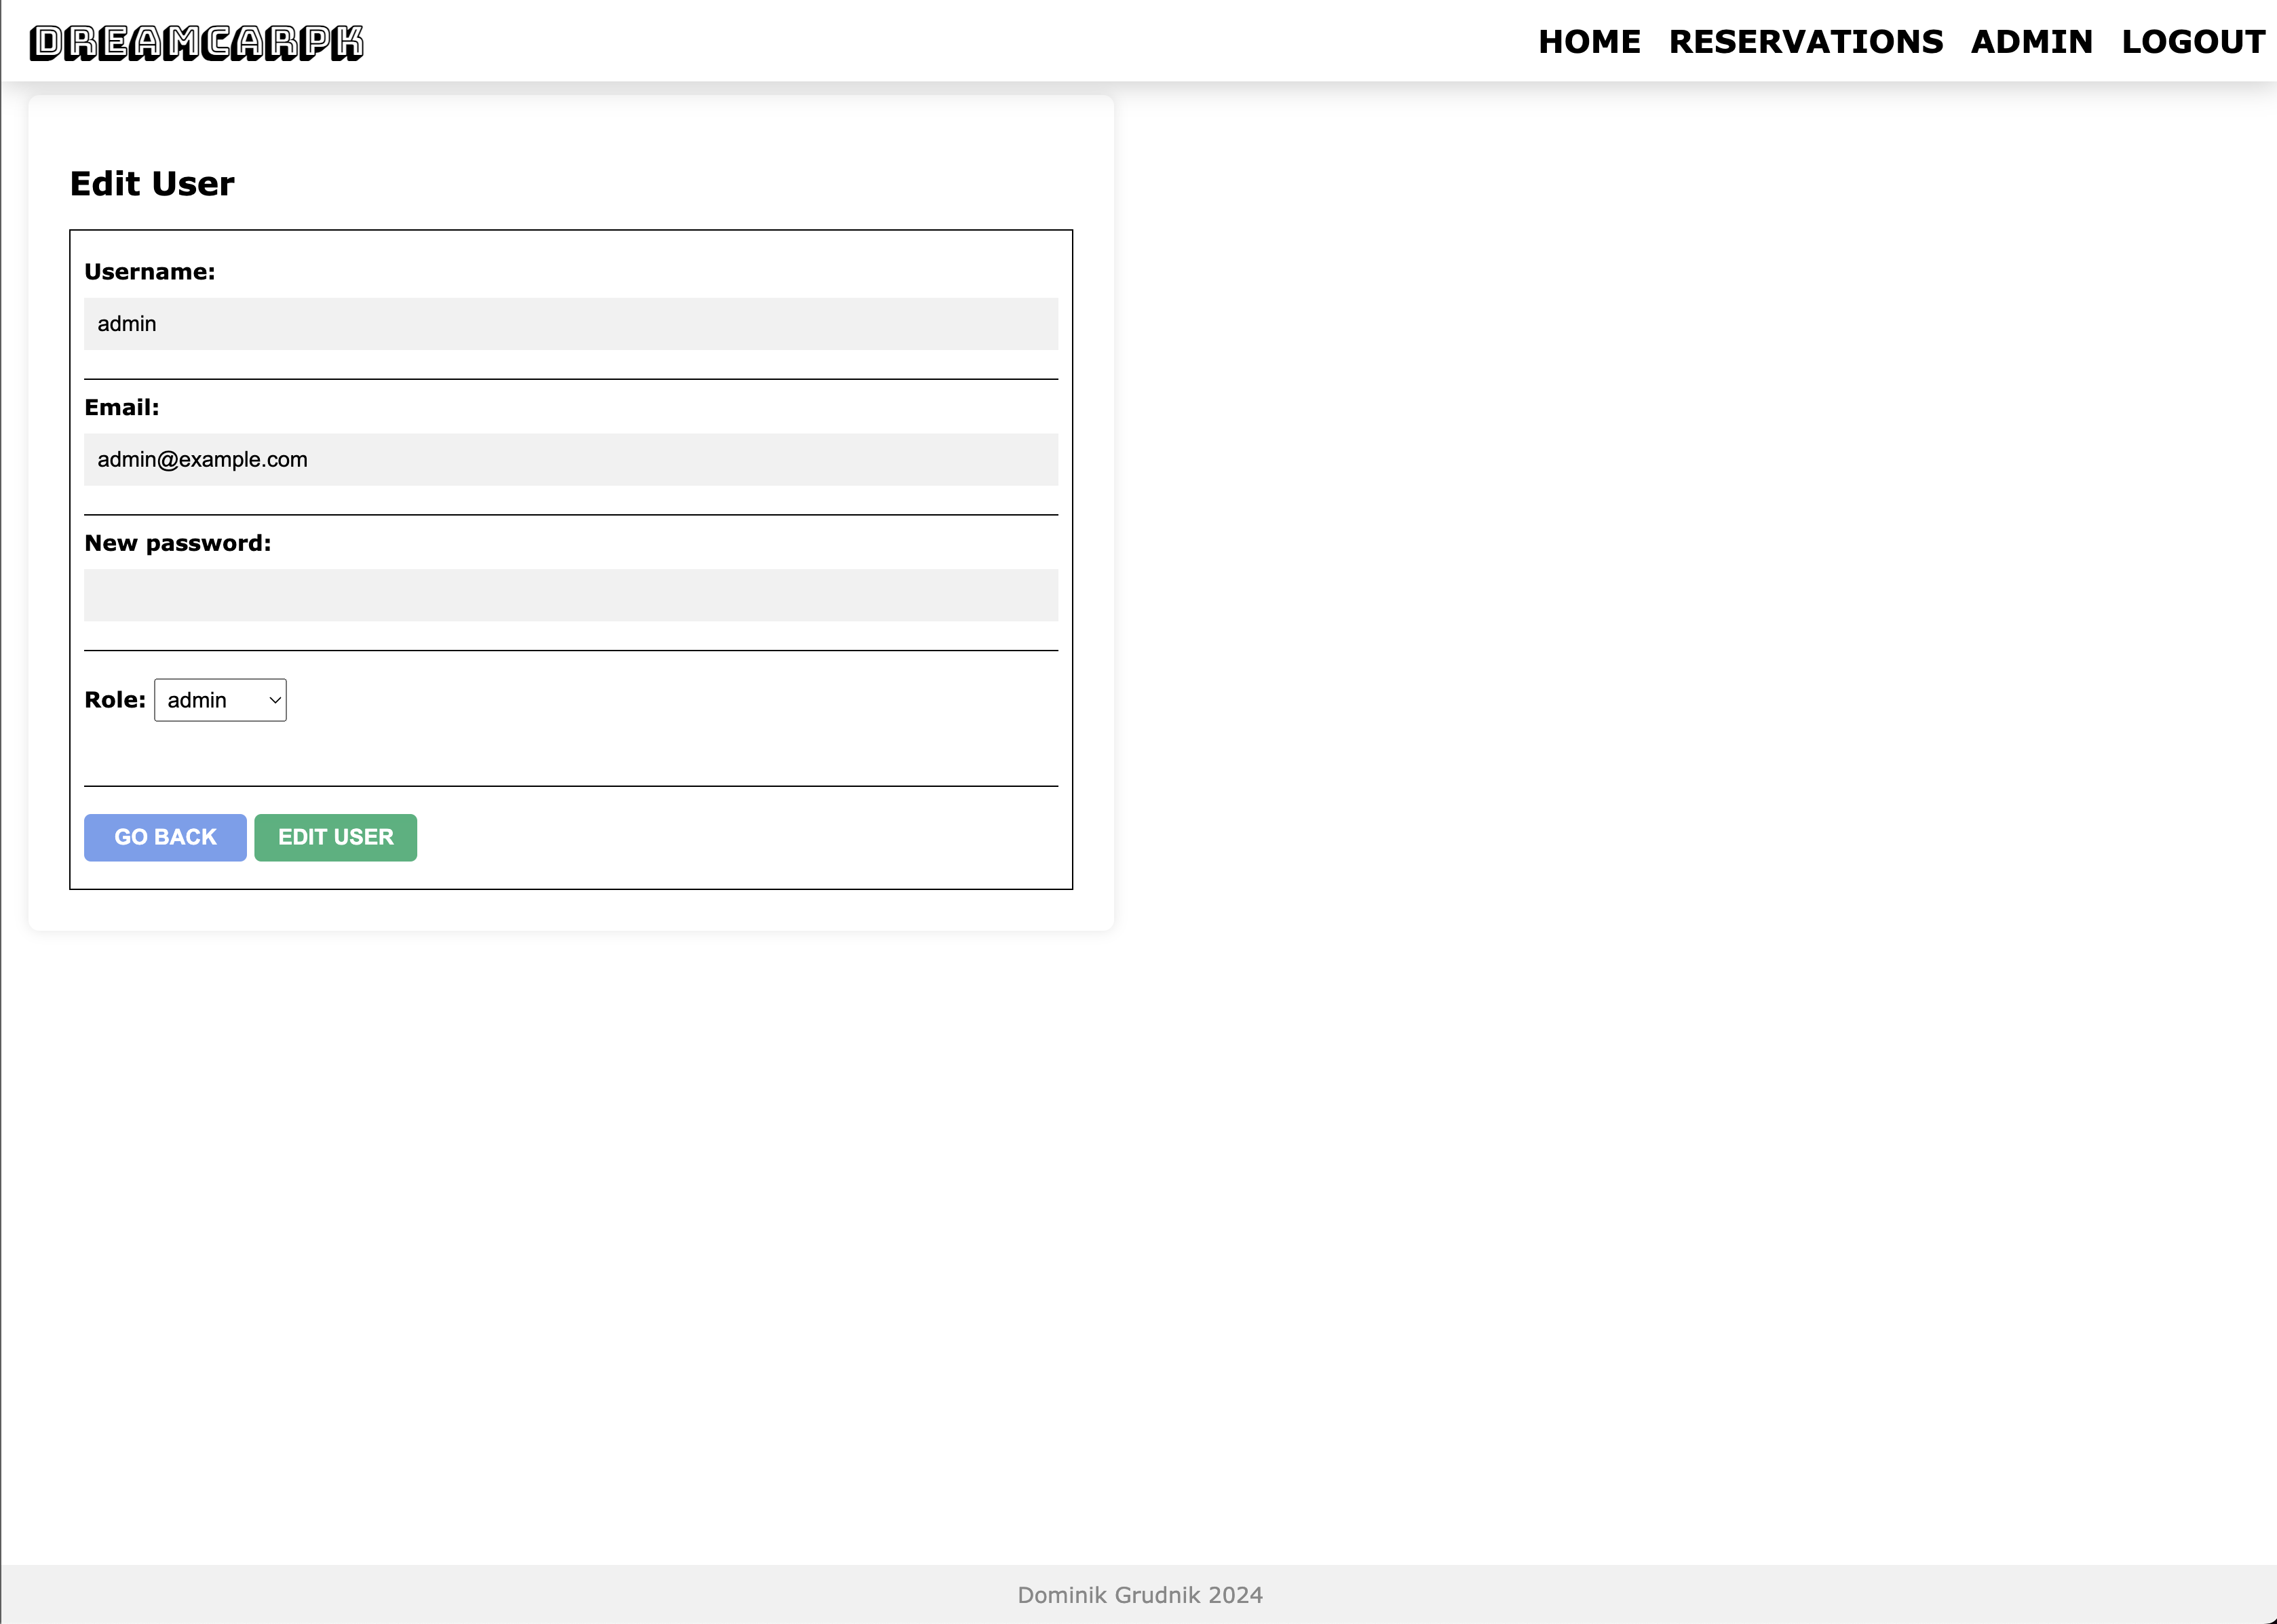 DREAMCARPK
HOME RESERVATIONS ADMIN LOGOUT
Edit User
Username:
admin
Email:
admin@example.com
New password:
Role: admin
GO BACK EDIT USER
Dominik Grudnik 2024